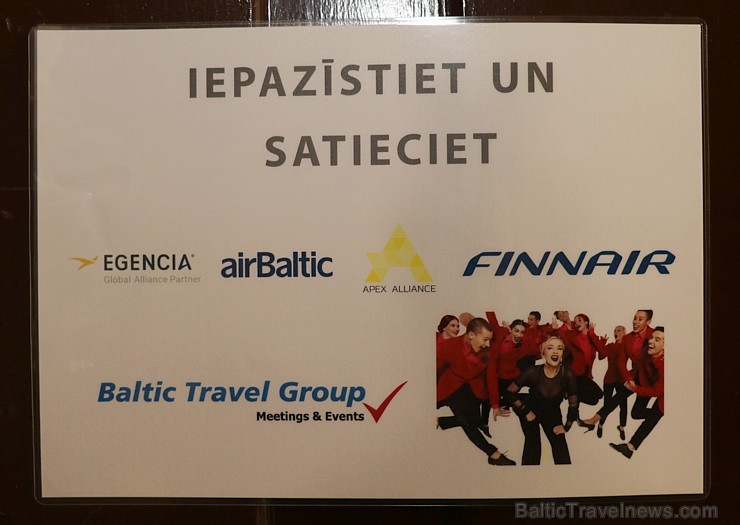 IEPAZĪSTIET UN
SATIECIET
EGENCIA®
Global Alliance Partner
airBaltic
APEX ALLIANCE
FINNAIR
Baltic Travel Group
Meetings & Events
BalticTravelnews.com